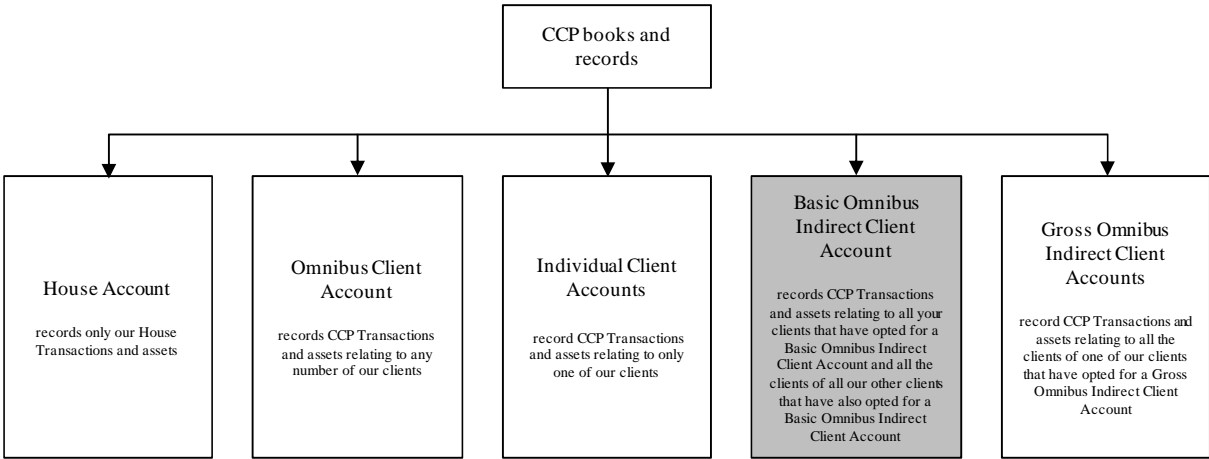 CCP books and
records
House Account
records only our House
Transactions and assets
Omnibus Client
Account
records CCP Transactions
and assets relating to any
number of our clients
Individual Client
Accounts
record CCP Transactions
and assets relating to only
one of our clients
Basic Omnibus
Indirect Client
Account
records CCP Transactions
and assets relating to all your
clients that have opted for a
Basic Omnibus Indirect
Client Account and all the
clients of all our other clients
that have also opted for a
Basic Omnibus Indirect
Client Account
Gross Omnibus
Indirect Client
Accounts
record CCP Transactions and
assets relating to all the
clients of one of our clients
that have opted for a Gross
Omnibus Indirect Client
Account